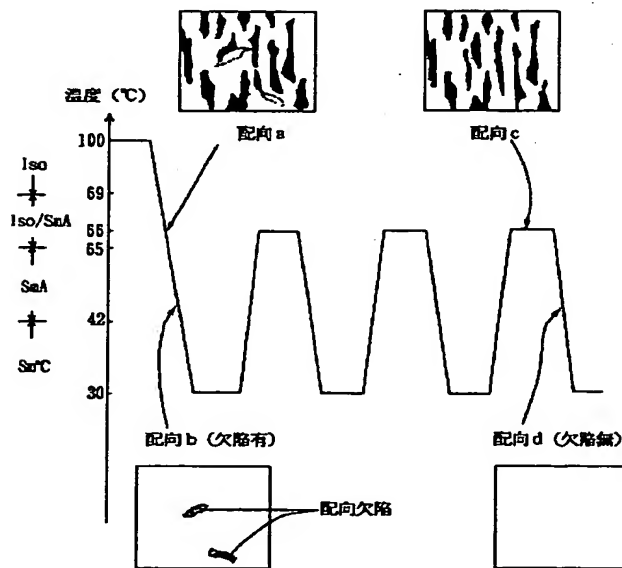 温度 (℃)
配向a
配向c
100
Iso
69
Iso/SmA
66
65
SmA
42
Sm*C
30
配向b (欠陥有)
配向d (欠陥無)
配向欠陥